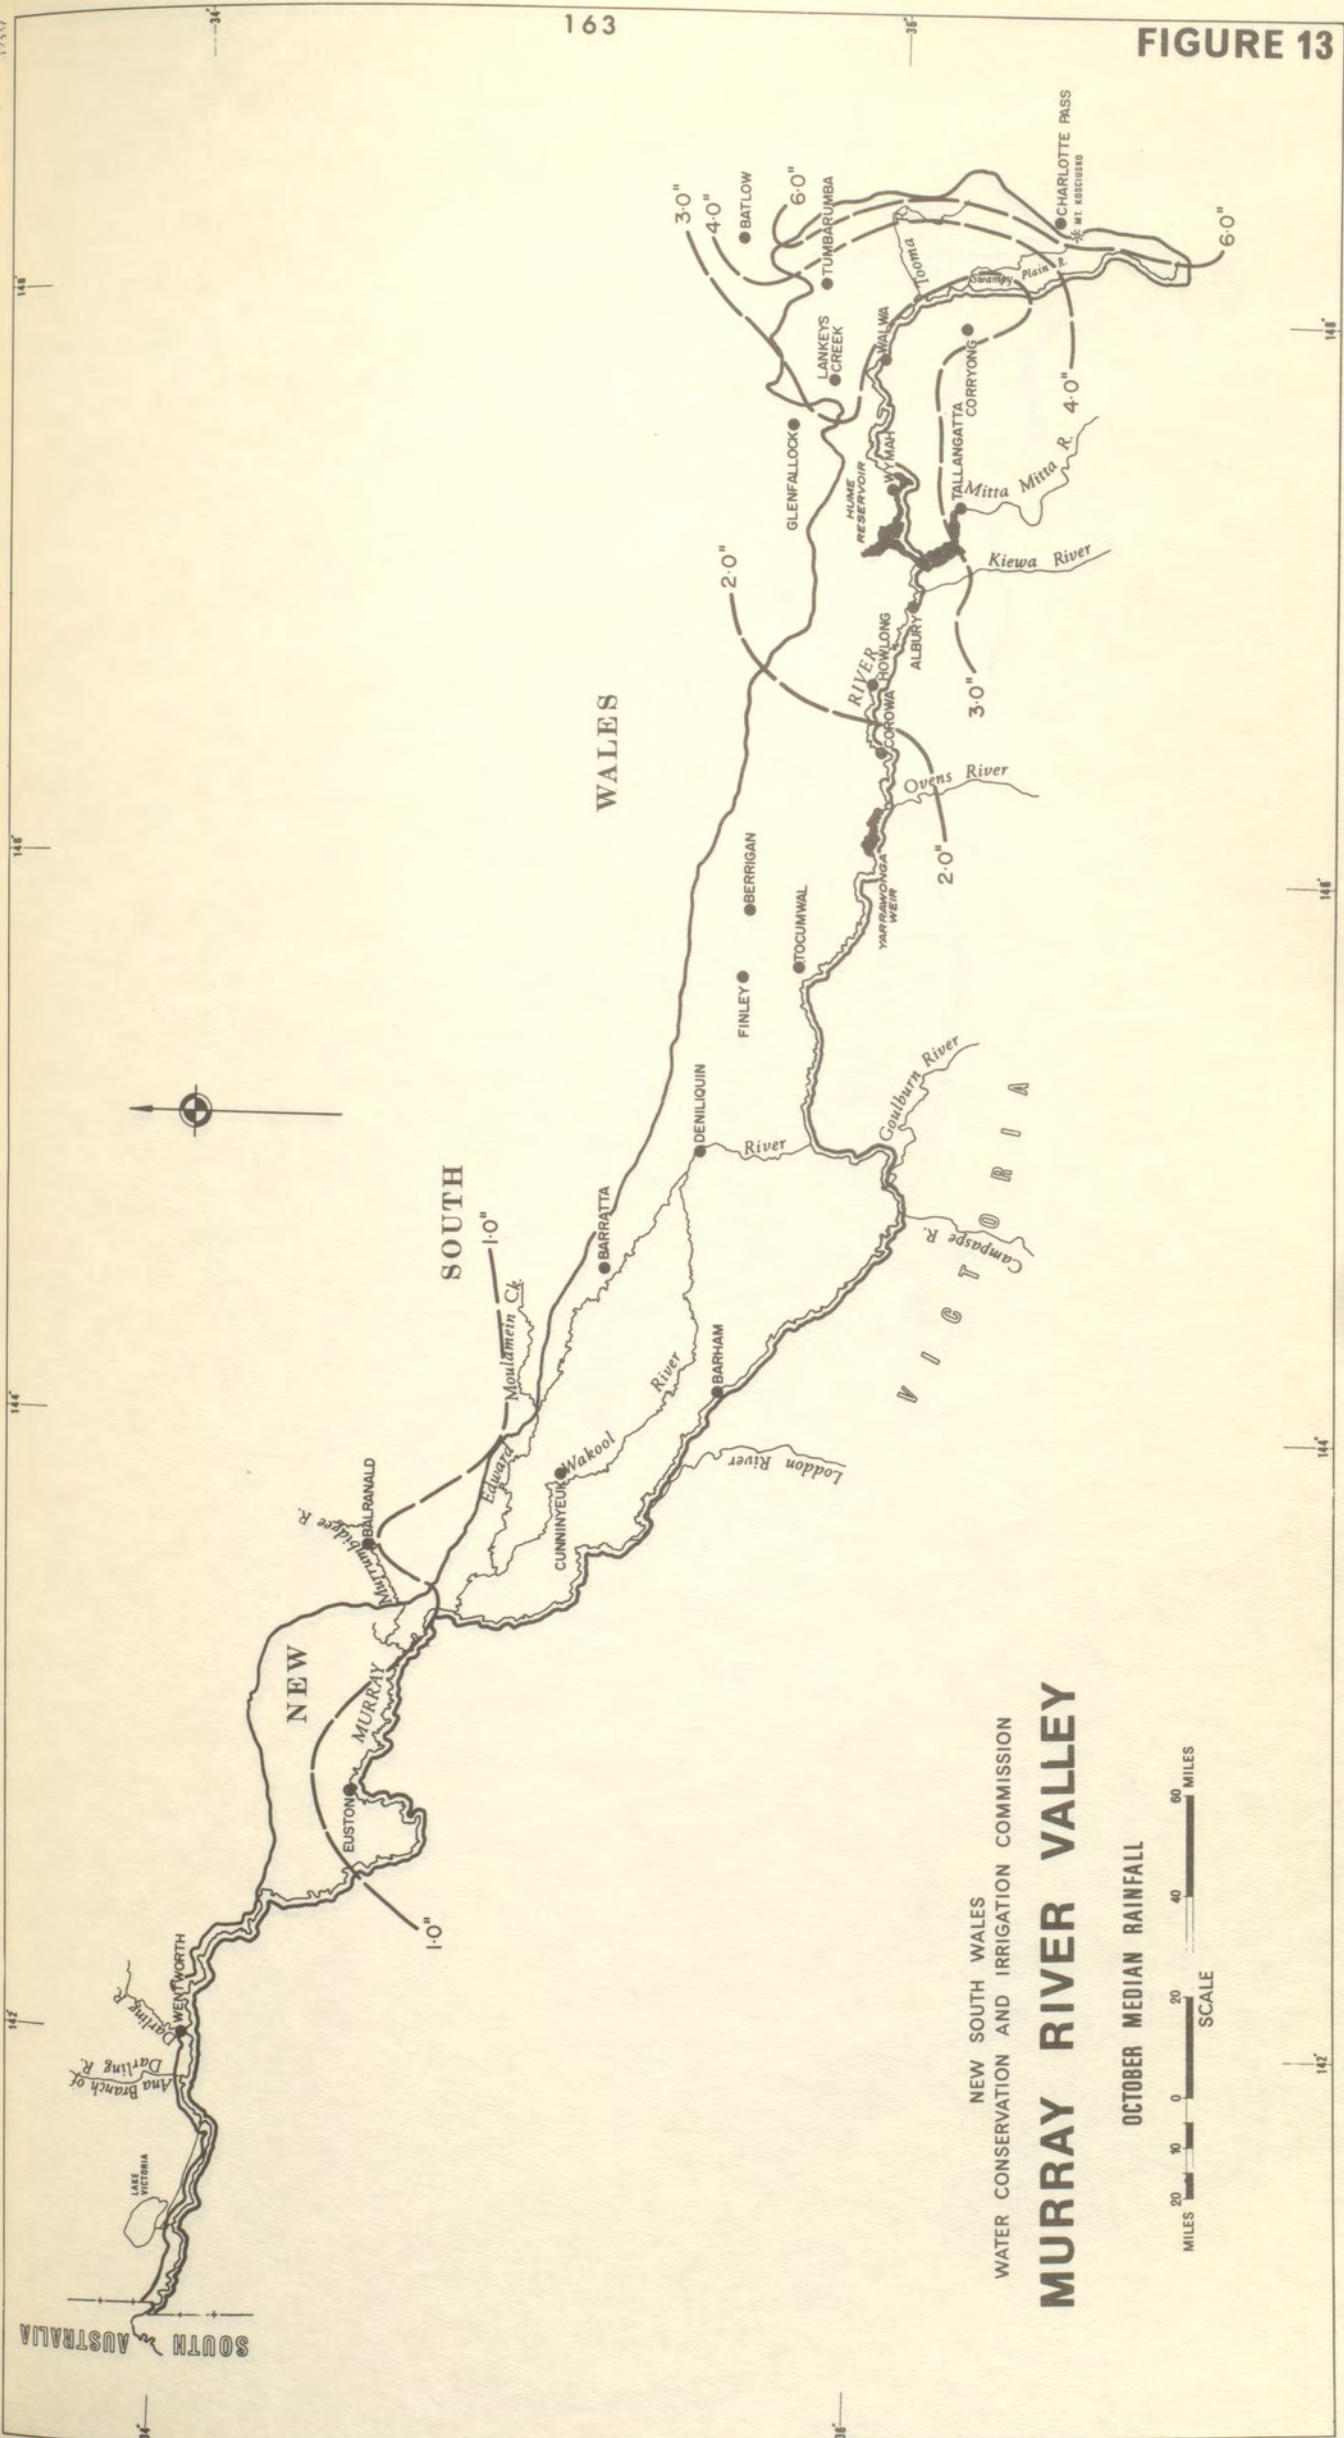 163
FIGURE 13
34°
36°
148°
148°
146°
146°
144°
144°
142°
142°
34°
36°
SOUTH AUSTRALIA
NEW
SOUTH
WALES
VICTORIA
LAKE
VICTORIA
Ana Branch of
Darling R.
Darling R.
WENTWORTH
EUSTON
MURRAY
1·0"
Murrumbidgee R.
BALRANALD
Edward
Moulamein Ck.
1·0"
CUNNINYEUK
Wakool
River
BARHAM
Loddon River
BARRATTA
DENILIQUIN
River
Campaspe R.
Goulburn River
FINLEY
BERRIGAN
TOCUMWAL
YARRAWONGA
WEIR
Ovens River
2·0"
2·0"
COROWA
RIVER
HOWLONG
ALBURY
3·0"
Kiewa River
HUME
RESERVOIR
WYMAH
TALLANGATTA
Mitta Mitta R.
GLENFALLOCK
LANKEYS
CREEK
WALWA
CORRYONG
4·0"
3·0"
4·0"
BATLOW
6·0"
TUMBARUMBA
Tooma R.
Swampy Plain R.
CHARLOTTE PASS
MT. KOSCIUSKO
6·0"
NEW SOUTH WALES
WATER CONSERVATION AND IRRIGATION COMMISSION
MURRAY RIVER VALLEY
OCTOBER MEDIAN RAINFALL
MILES 20 10 0 20 40 60 MILES
SCALE